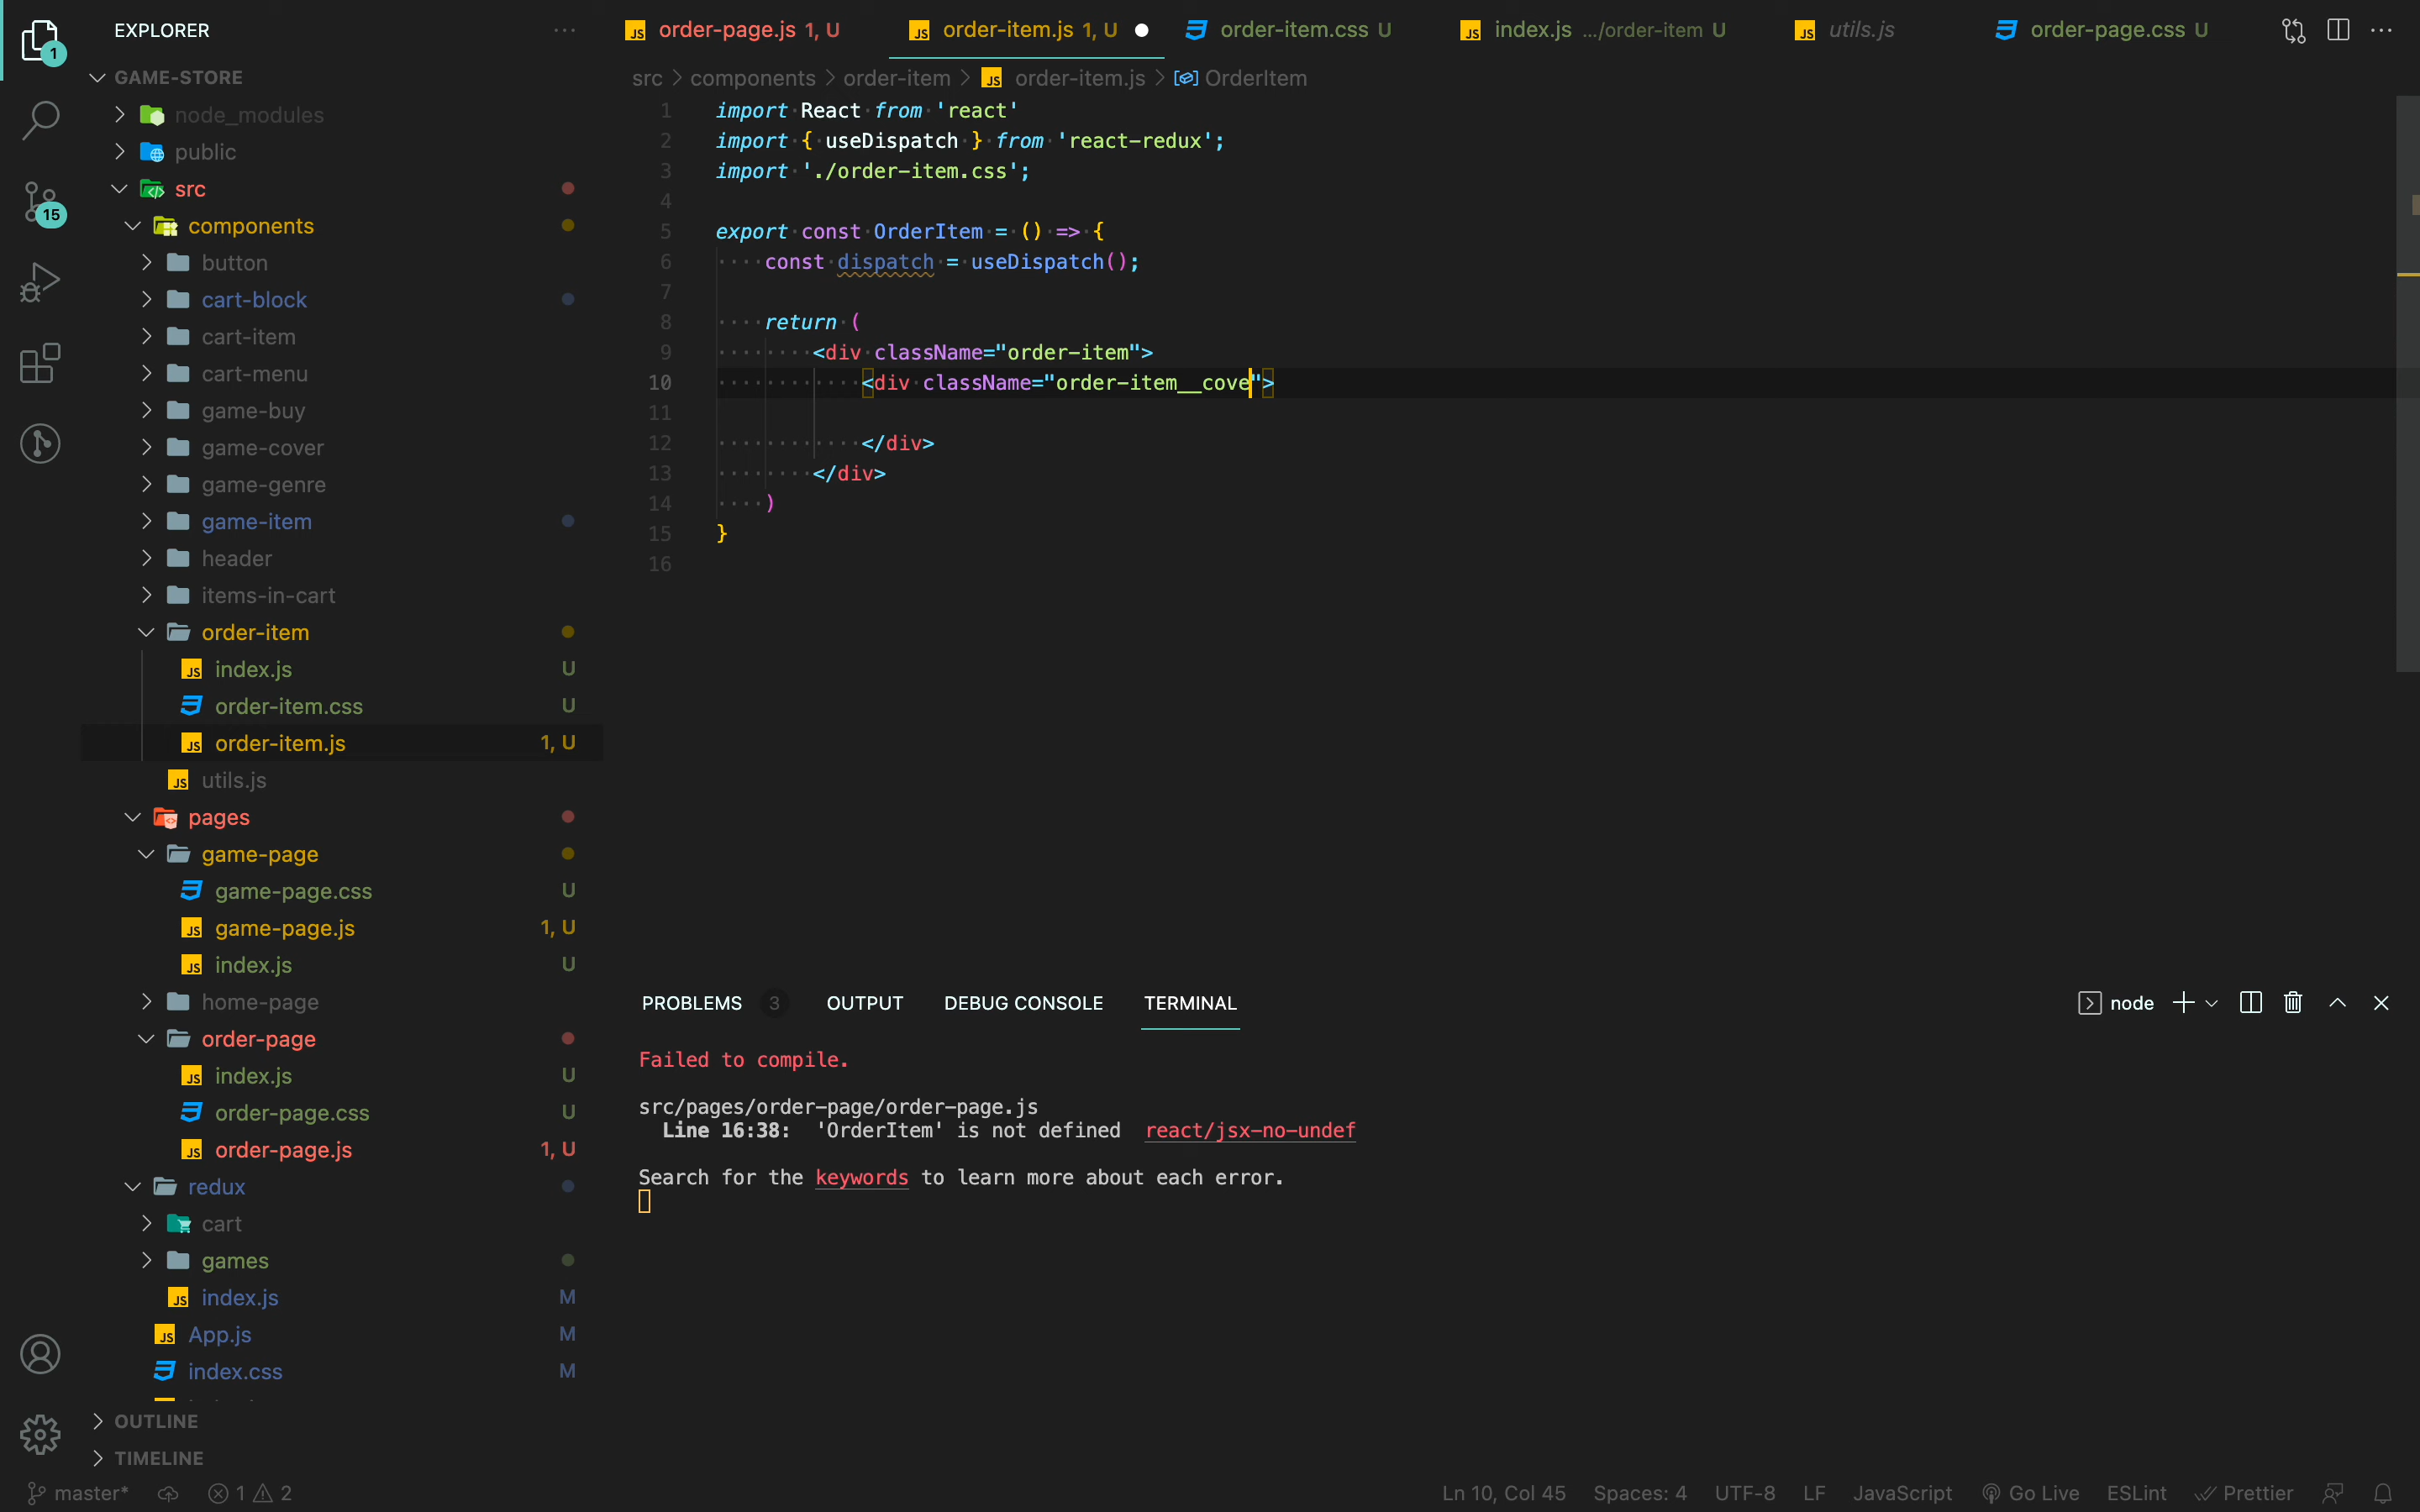 EXPLORER
GAME-STORE
node_modules
public
src
components
button
cart-block
cart-item
cart-menu
game-buy
game-cover
game-genre
game-item
header
items-in-cart
order-item
index.js U
order-item.css U
order-item.js 1, U
utils.js
pages
game-page
game-page.css U
game-page.js 1, U
index.js U
home-page
order-page
index.js U
order-page.css U
order-page.js 1, U
redux
cart
games
index.js M
App.js M
index.css M
OUTLINE
TIMELINE
1
15
order-page.js 1, U order-item.js 1, U order-item.css U index.js .../order-item U utils.js order-page.css U
src > components > order-item > order-item.js > OrderItem
1 import React from 'react'
2 import { useDispatch } from 'react-redux';
3 import './order-item.css';
4
5 export const OrderItem = () => {
6 const dispatch = useDispatch();
7
8 return (
9 <div className="order-item">
10 <div className="order-item__cove">
11
12 </div>
13 </div>
14 )
15 }
16
PROBLEMS 3 OUTPUT DEBUG CONSOLE TERMINAL node
Failed to compile.
src/pages/order-page/order-page.js
Line 16:38: 'OrderItem' is not defined react/jsx-no-undef
Search for the keywords to learn more about each error.
master* 1 2 Ln 10, Col 45 Spaces: 4 UTF-8 LF JavaScript Go Live ESLint Prettier